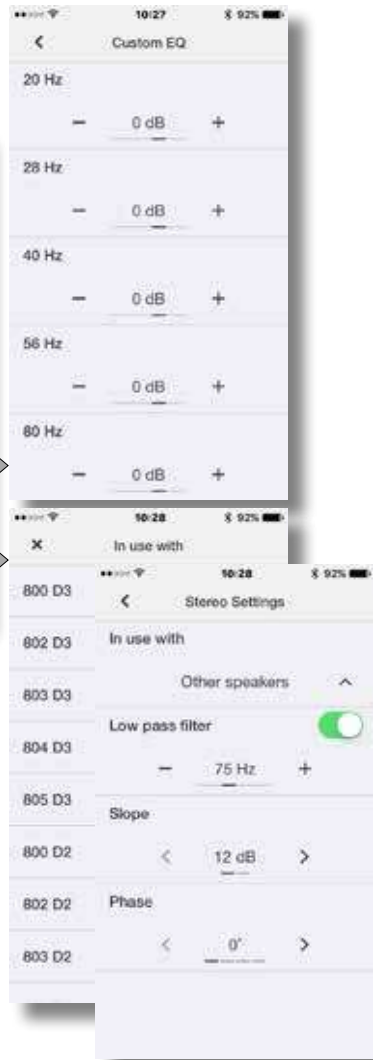 10:27 92%
Custom EQ
20 Hz
− 0 dB +
28 Hz
− 0 dB +
40 Hz
− 0 dB +
56 Hz
− 0 dB +
80 Hz
− 0 dB +
10:28 92%
× In use with
800 D3
802 D3
803 D3
804 D3
805 D3
800 D2
802 D2
803 D2
10:28 92%
< Stereo Settings
In use with
Other speakers
Low pass filter
− 75 Hz +
Slope
< 12 dB >
Phase
< 0° >